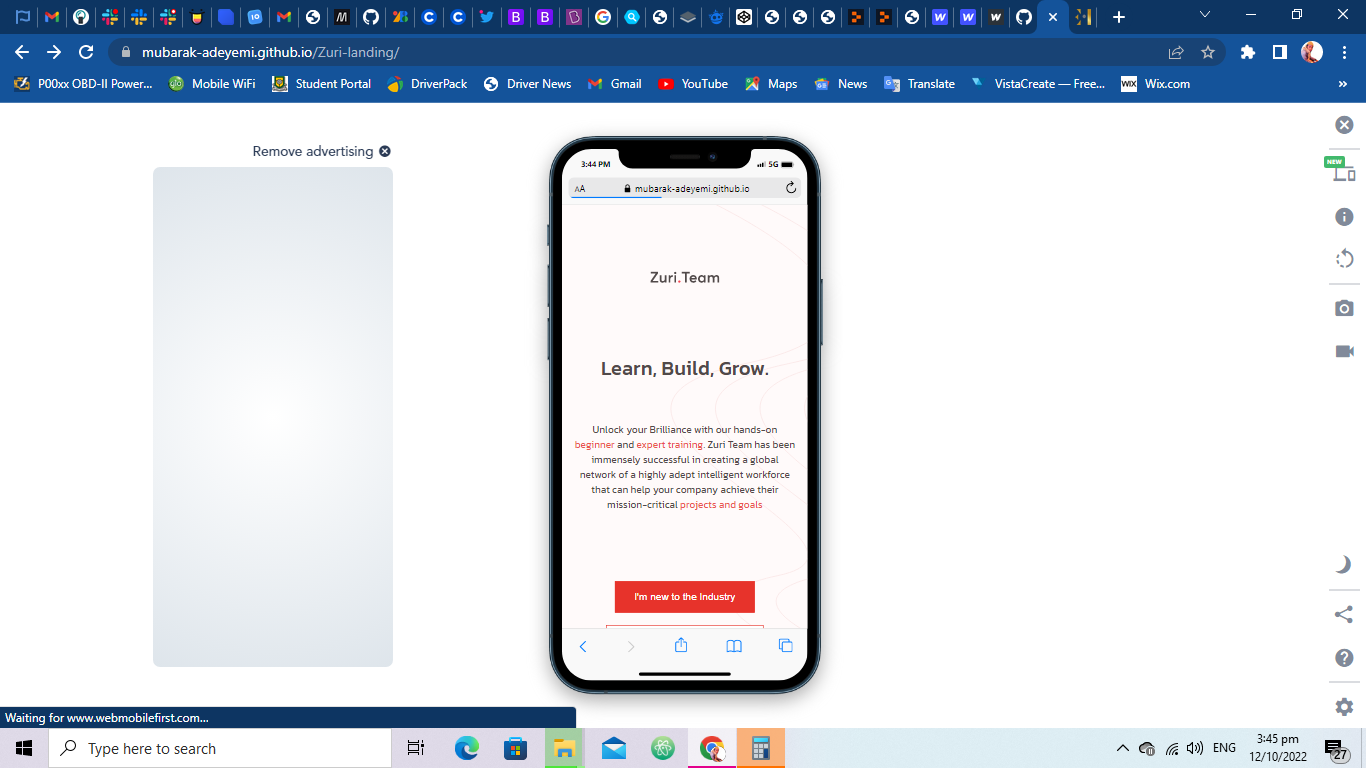 mubarak-adeyemi.github.io/Zuri-landing/
P00xx OBD-II Power...
Mobile WiFi
Student Portal
DriverPack
Driver News
Gmail
YouTube
Maps
News
Translate
VistaCreate — Free...
WiX
Wix.com
»
Remove advertising
NEW
3:44 PM
5G
AA
mubarak-adeyemi.github.io
Zuri.Team
Learn, Build, Grow.
Unlock your Brilliance with our hands-on
beginner and expert training. Zuri Team has been
immensely successful in creating a global
network of a highly adept intelligent workforce
that can help your company achieve their
mission-critical projects and goals
I'm new to the Industry
Waiting for www.webmobilefirst.com...
Type here to search
ENG
3:45 pm
12/10/2022
27